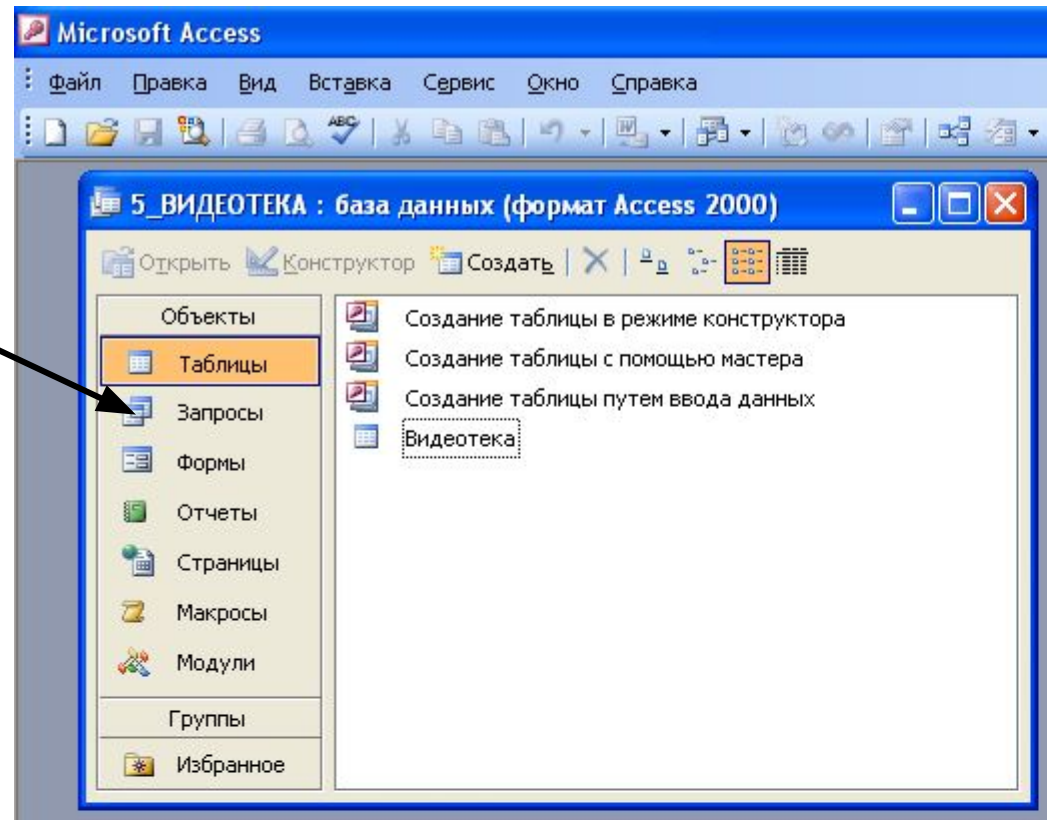 Microsoft Access
Файл Правка Вид Вставка Сервис Окно Справка
ABC
W
5_ВИДЕОТЕКА : база данных (формат Access 2000)
Открыть Конструктор Создать
Объекты
Таблицы
Запросы
Формы
Отчеты
Страницы
Макросы
Модули
Группы
Избранное
Создание таблицы в режиме конструктора
Создание таблицы с помощью мастера
Создание таблицы путем ввода данных
Видеотека